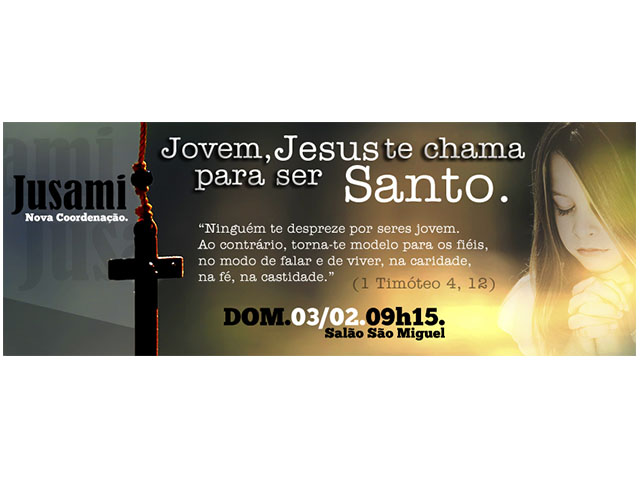 Jusami
Nova Coordenação.
Jovem, Jesus te chama
para ser Santo.
“Ninguém te despreze por seres jovem.
Ao contrário, torna-te modelo para os fiéis,
no modo de falar e de viver, na caridade,
na fé, na castidade.”
(1 Timóteo 4, 12)
DOM.03/02.09h15.
Salão São Miguel